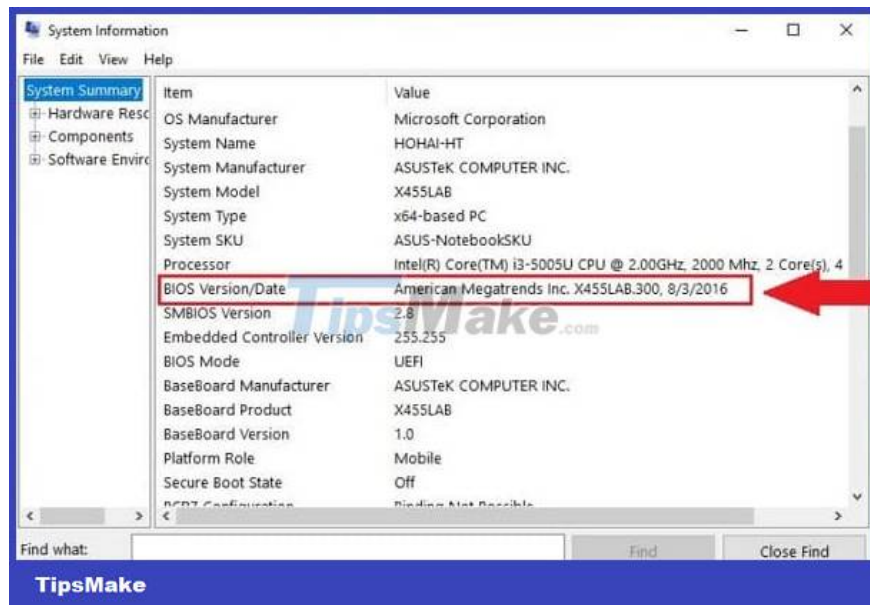 System Information
File Edit View Help
System Summary
Hardware Resc
Components
Software Enviro
Item Value
OS Manufacturer Microsoft Corporation
System Name HOHAI-HT
System Manufacturer ASUSTeK COMPUTER INC.
System Model X455LAB
System Type x64-based PC
System SKU ASUS-NotebookSKU
Processor Intel(R) Core(TM) i3-5005U CPU @ 2.00GHz, 2000 Mhz, 2 Core(s), 4
BIOS Version/Date American Megatrends Inc. X455LAB.300, 8/3/2016
SMBIOS Version 2.8
Embedded Controller Version 255.255
BIOS Mode UEFI
BaseBoard Manufacturer ASUSTeK COMPUTER INC.
BaseBoard Product X455LAB
BaseBoard Version 1.0
Platform Role Mobile
Secure Boot State Off
PCR7 Configuration Binding Not Possible
TipsMake.com
Find what: Find Close Find
TipsMake